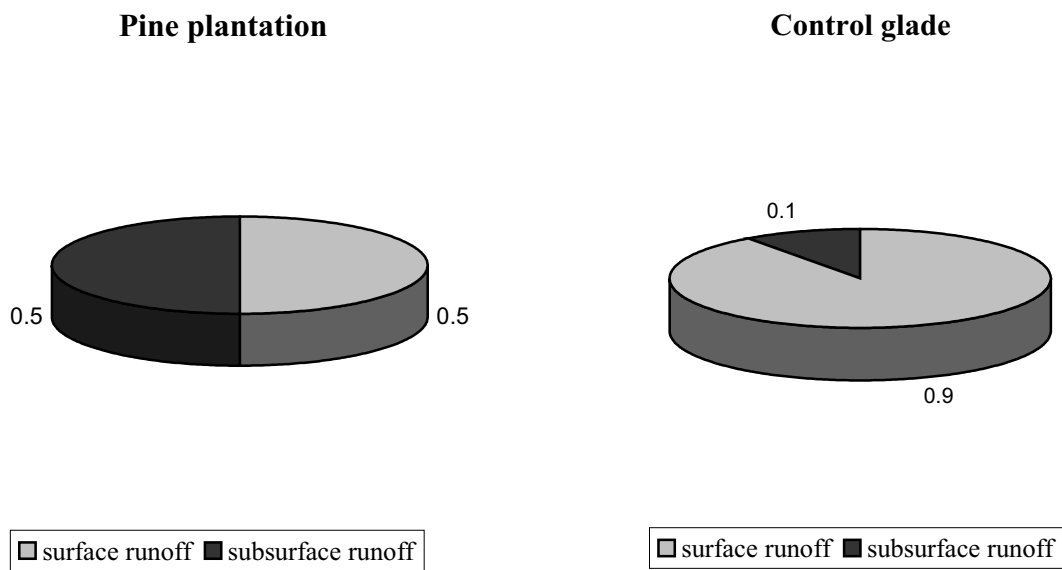 Pine plantation
Control glade
0.5
0.5
0.1
0.9
surface runoff subsurface runoff
surface runoff subsurface runoff